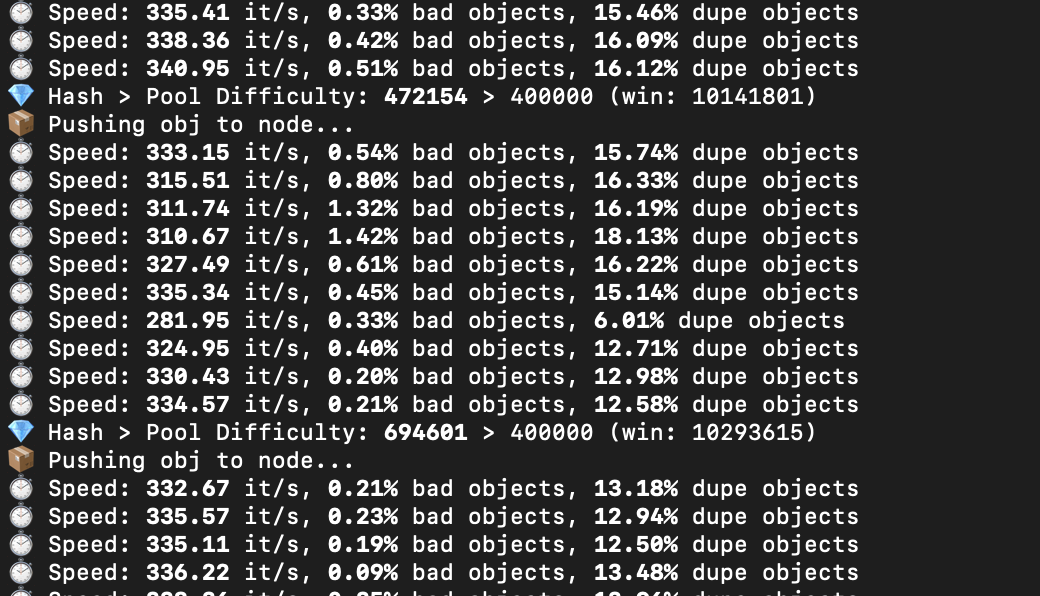 Speed: 335.41 it/s, 0.33% bad objects, 15.46% dupe objects
Speed: 338.36 it/s, 0.42% bad objects, 16.09% dupe objects
Speed: 340.95 it/s, 0.51% bad objects, 16.12% dupe objects
Hash > Pool Difficulty: 472154 > 400000 (win: 10141801)
Pushing obj to node...
Speed: 333.15 it/s, 0.54% bad objects, 15.74% dupe objects
Speed: 315.51 it/s, 0.80% bad objects, 16.33% dupe objects
Speed: 311.74 it/s, 1.32% bad objects, 16.19% dupe objects
Speed: 310.67 it/s, 1.42% bad objects, 18.13% dupe objects
Speed: 327.49 it/s, 0.61% bad objects, 16.22% dupe objects
Speed: 335.34 it/s, 0.45% bad objects, 15.14% dupe objects
Speed: 281.95 it/s, 0.33% bad objects, 6.01% dupe objects
Speed: 324.95 it/s, 0.40% bad objects, 12.71% dupe objects
Speed: 330.43 it/s, 0.20% bad objects, 12.98% dupe objects
Speed: 334.57 it/s, 0.21% bad objects, 12.58% dupe objects
Hash > Pool Difficulty: 694601 > 400000 (win: 10293615)
Pushing obj to node...
Speed: 332.67 it/s, 0.21% bad objects, 13.18% dupe objects
Speed: 335.57 it/s, 0.23% bad objects, 12.94% dupe objects
Speed: 335.11 it/s, 0.19% bad objects, 12.50% dupe objects
Speed: 336.22 it/s, 0.09% bad objects, 13.48% dupe objects